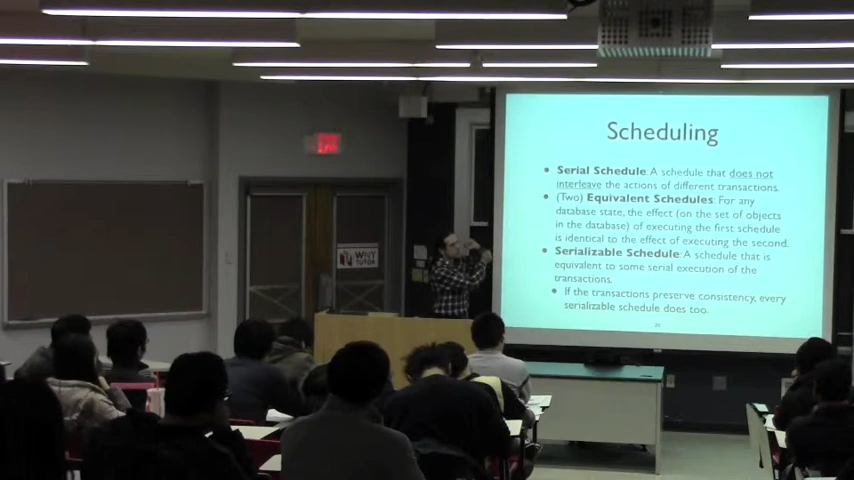 Scheduling
• Serial Schedule: A schedule that does not
interleave the actions of different transactions.
• (Two) Equivalent Schedules: For any
database state, the effect (on the set of objects
in the database) of executing the first schedule
is identical to the effect of executing the second.
• Serializable Schedule: A schedule that is
equivalent to some serial execution of the
transactions.
• If the transactions preserve consistency, every
serializable schedule does too.
EXIT
WNY
TUTOR